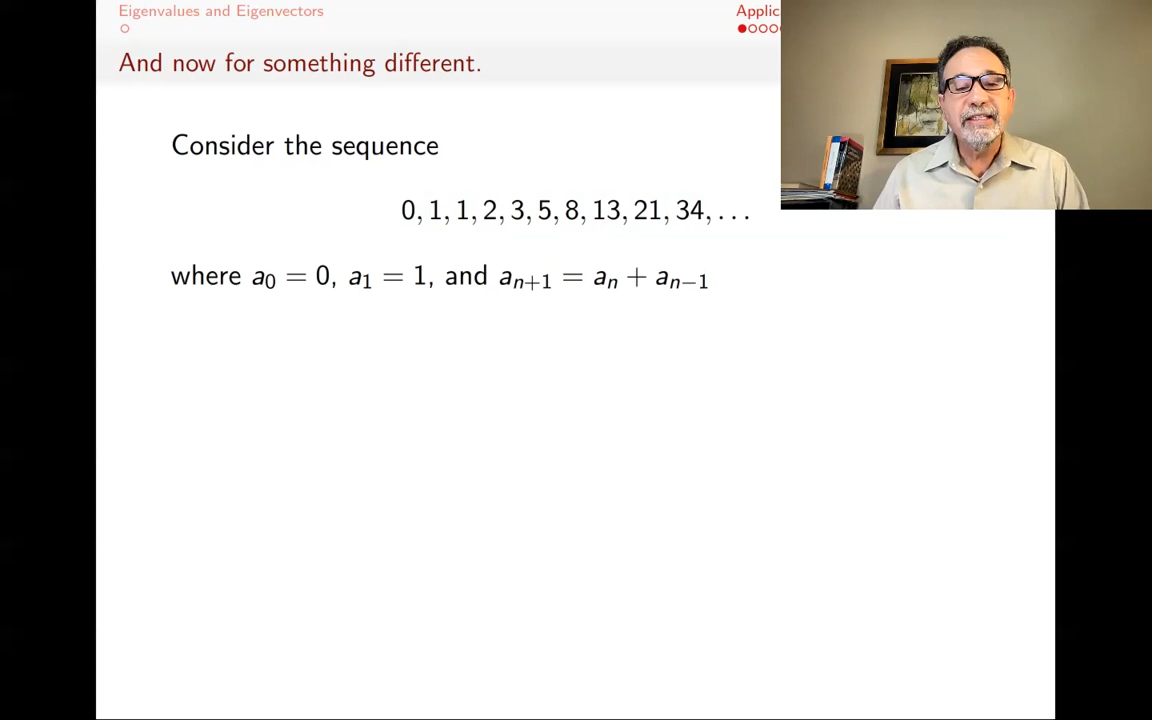 Eigenvalues and Eigenvectors
Applic
And now for something different.
Consider the sequence
0, 1, 1, 2, 3, 5, 8, 13, 21, 34, . . .
where a₀ = 0, a₁ = 1, and aₙ₊₁ = aₙ + aₙ₋₁